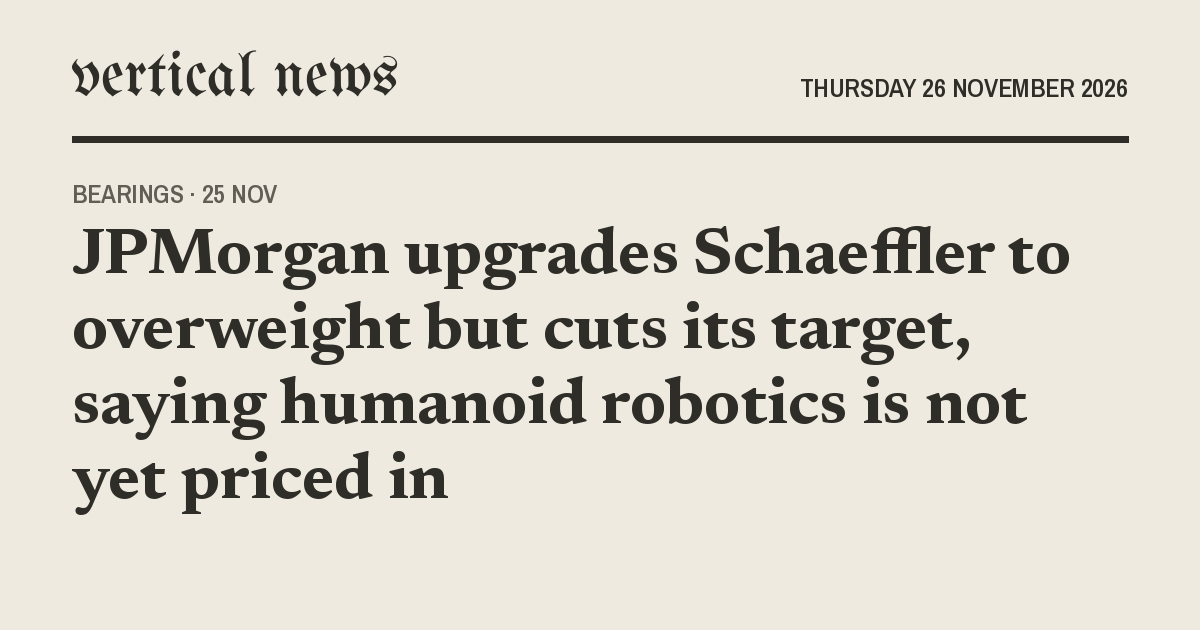 vertical news
THURSDAY 26 NOVEMBER 2026
BEARINGS · 25 NOV
JPMorgan upgrades Schaeffler to
overweight but cuts its target,
saying humanoid robotics is not
yet priced in